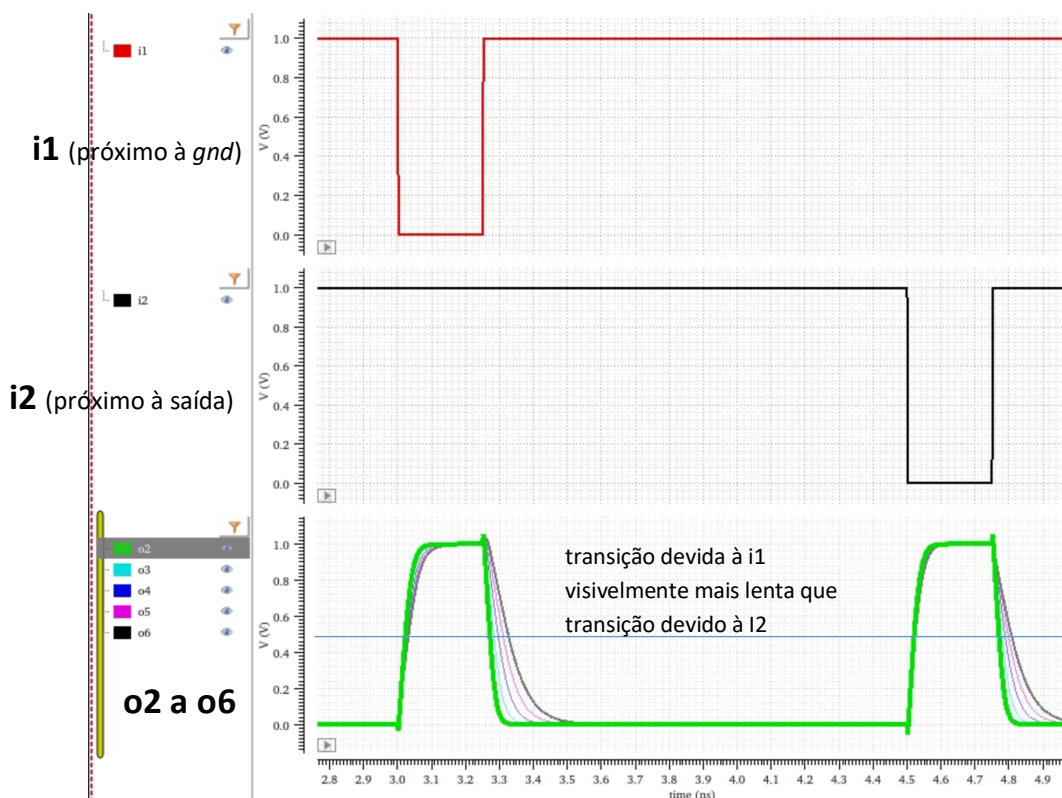 i1
i1 (próximo à gnd)
V (V)
1.0
0.8
0.6
0.4
0.2
0.0
i2
i2 (próximo à saída)
V (V)
1.0
0.8
0.6
0.4
0.2
0.0
o2
o3
o4
o5
o6
o2 a o6
V (V)
1.0
0.8
0.6
0.4
0.2
0.0
transição devida à i1
visivelmente mais lenta que
transição devido à I2
2.8 2.9 3.0 3.1 3.2 3.3 3.4 3.5 3.6 3.7 3.8 3.9 4.0 4.1 4.2 4.3 4.4 4.5 4.6 4.7 4.8 4.9
time (ns)